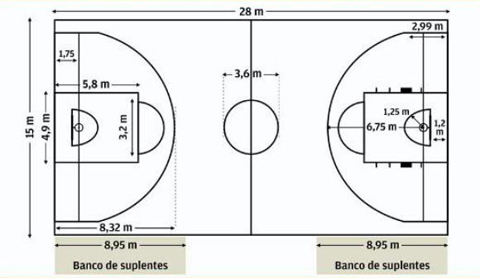 28 m
2,99 m
1,75
5,8 m
3,6 m
15 m
4,9 m
3,2 m
1,25 m
6,75 m
1,2
m
8,32 m
8,95 m
8,95 m
Banco de suplentes
Banco de suplentes